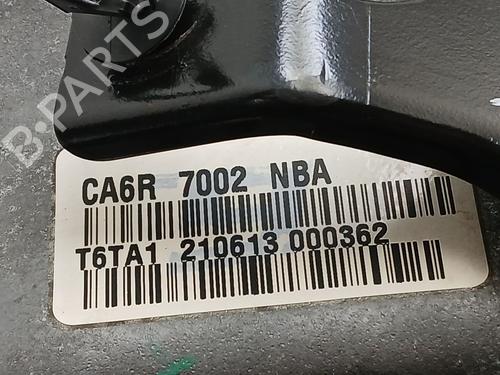 B-PARTS
CA6R 7002 NBA
T6TA1 210613 000362